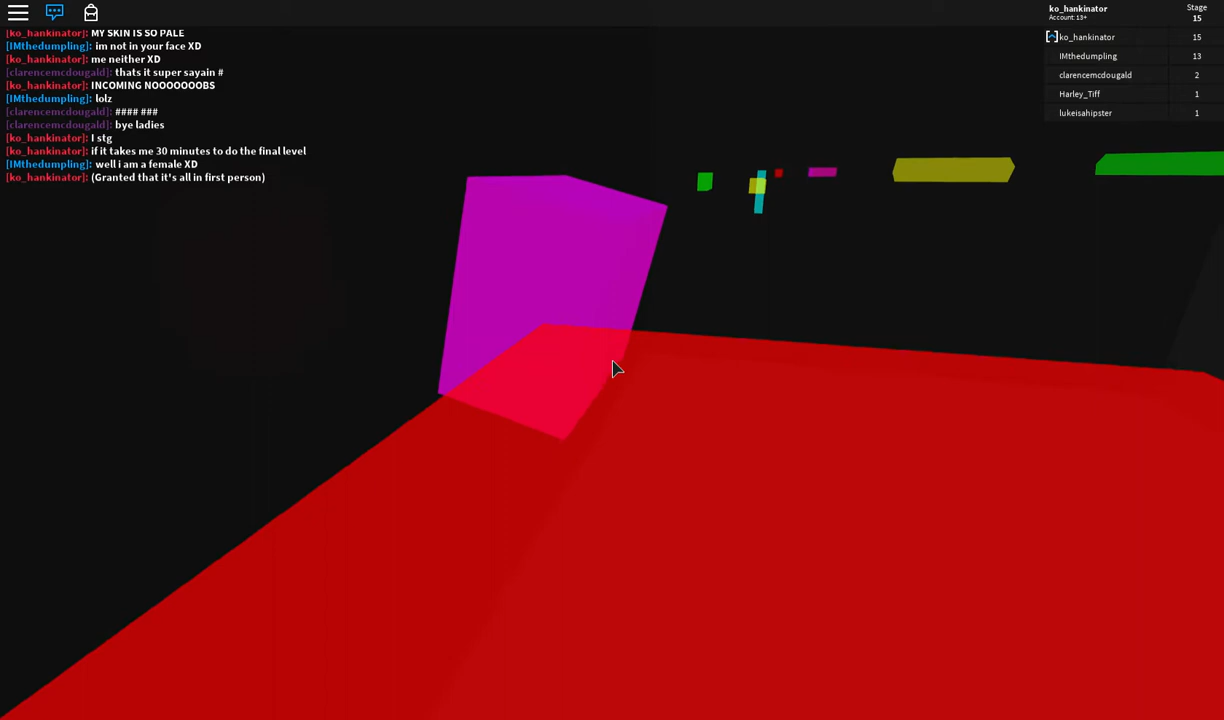 ko_hankinator
Account: 13+
Stage
15
[ko_hankinator]: MY SKIN IS SO PALE
[IMthedumpling]: im not in your face XD
[ko_hankinator]: me neither XD
[clarencemcdougald]: thats it super sayain #
[ko_hankinator]: INCOMING NOOOOOOOBS
[IMthedumpling]: lolz
[clarencemcdougald]: #### ###
[clarencemcdougald]: bye ladies
[ko_hankinator]: I stg
[ko_hankinator]: if it takes me 30 minutes to do the final level
[IMthedumpling]: well i am a female XD
[ko_hankinator]: (Granted that it's all in first person)
ko_hankinator 15
IMthedumpling 13
clarencemcdougald 2
Harley_Tiff 1
lukeisahipster 1